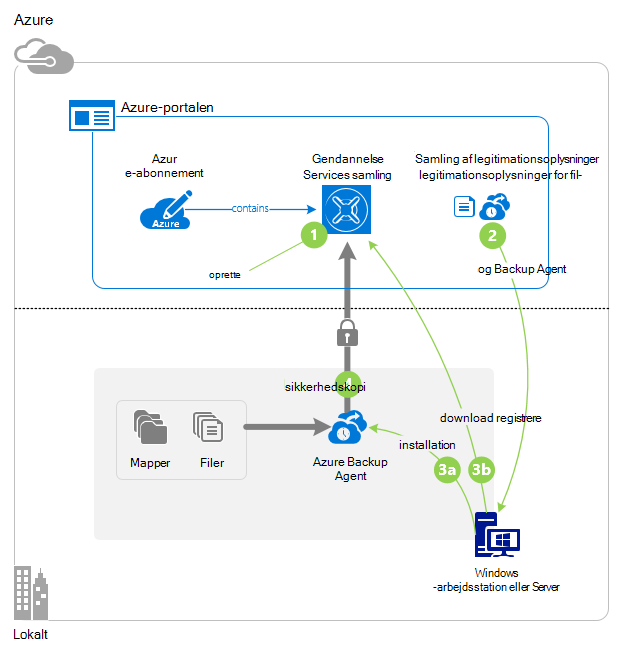 Azure
Azure-portalen
Azur
e-abonnement
Gendannelse
Services samling
Samling af legitimationsoplysninger
legitimationsoplysninger for fil-
Azure
contains
1
2
oprette
og Backup Agent
4
sikkerhedskopi
download registrere
installation
Mapper
Filer
Azure Backup
Agent
3a
3b
Windows
-arbejdsstation eller Server
Lokalt